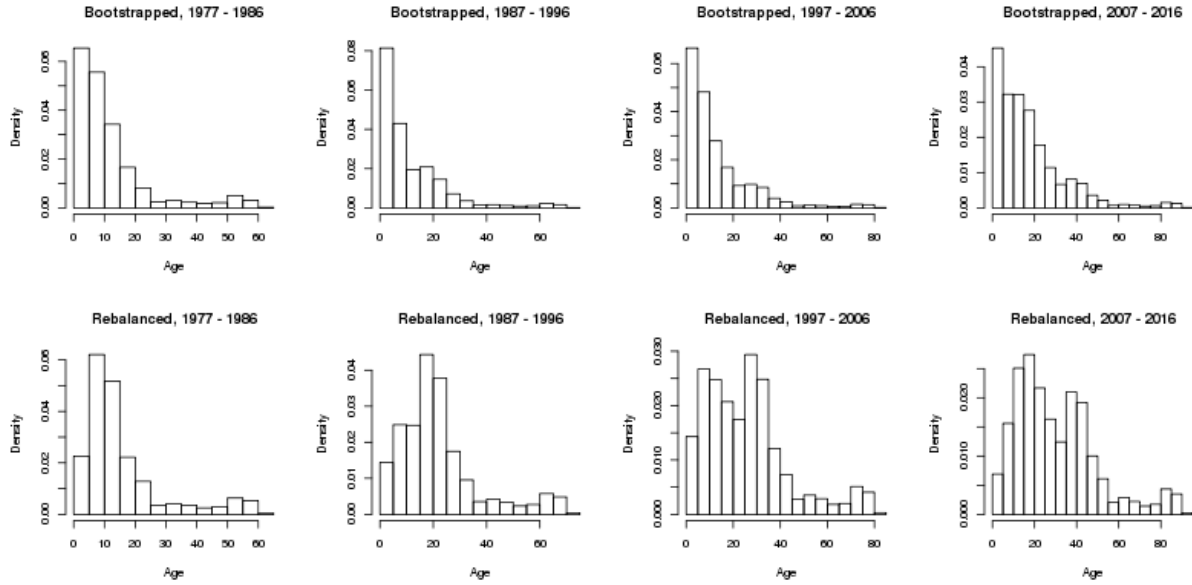 Bootstrapped, 1977 - 1986
Bootstrapped, 1987 - 1996
Bootstrapped, 1997 - 2006
Bootstrapped, 2007 - 2016
Density
0.00 0.02 0.04 0.06
0 10 20 30 40 50 60
Age
Density
0.00 0.02 0.04 0.06 0.08
0 20 40 60
Age
Density
0.00 0.02 0.04 0.06
0 20 40 60 80
Age
Density
0.00 0.01 0.02 0.03 0.04
0 20 40 60 80
Age
Rebalanced, 1977 - 1986
Rebalanced, 1987 - 1996
Rebalanced, 1997 - 2006
Rebalanced, 2007 - 2016
Density
0.00 0.02 0.04 0.06
0 10 20 30 40 50 60
Age
Density
0.00 0.01 0.02 0.03 0.04
0 20 40 60
Age
Density
0.000 0.010 0.020 0.030
0 20 40 60 80
Age
Density
0.000 0.010 0.020
0 20 40 60 80
Age